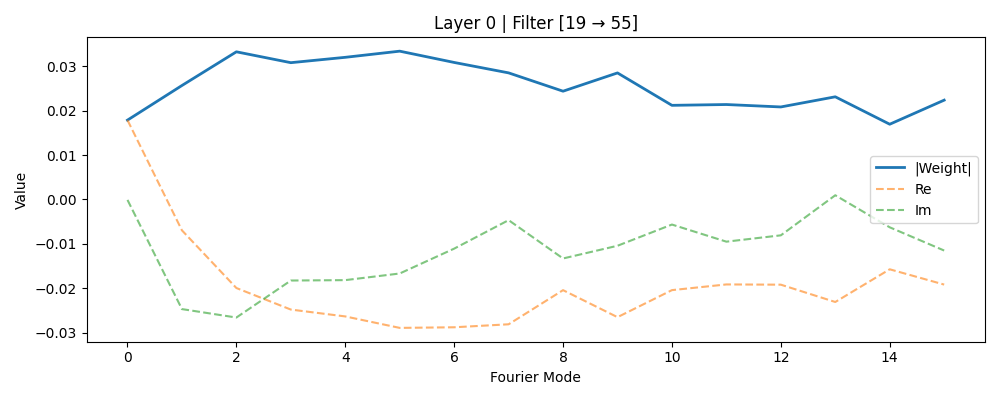 Layer 0 | Filter [19 → 55]
Value
0.03
0.02
0.01
0.00
−0.01
−0.02
−0.03
|Weight|
Re
Im
0 2 4 6 8 10 12 14
Fourier Mode